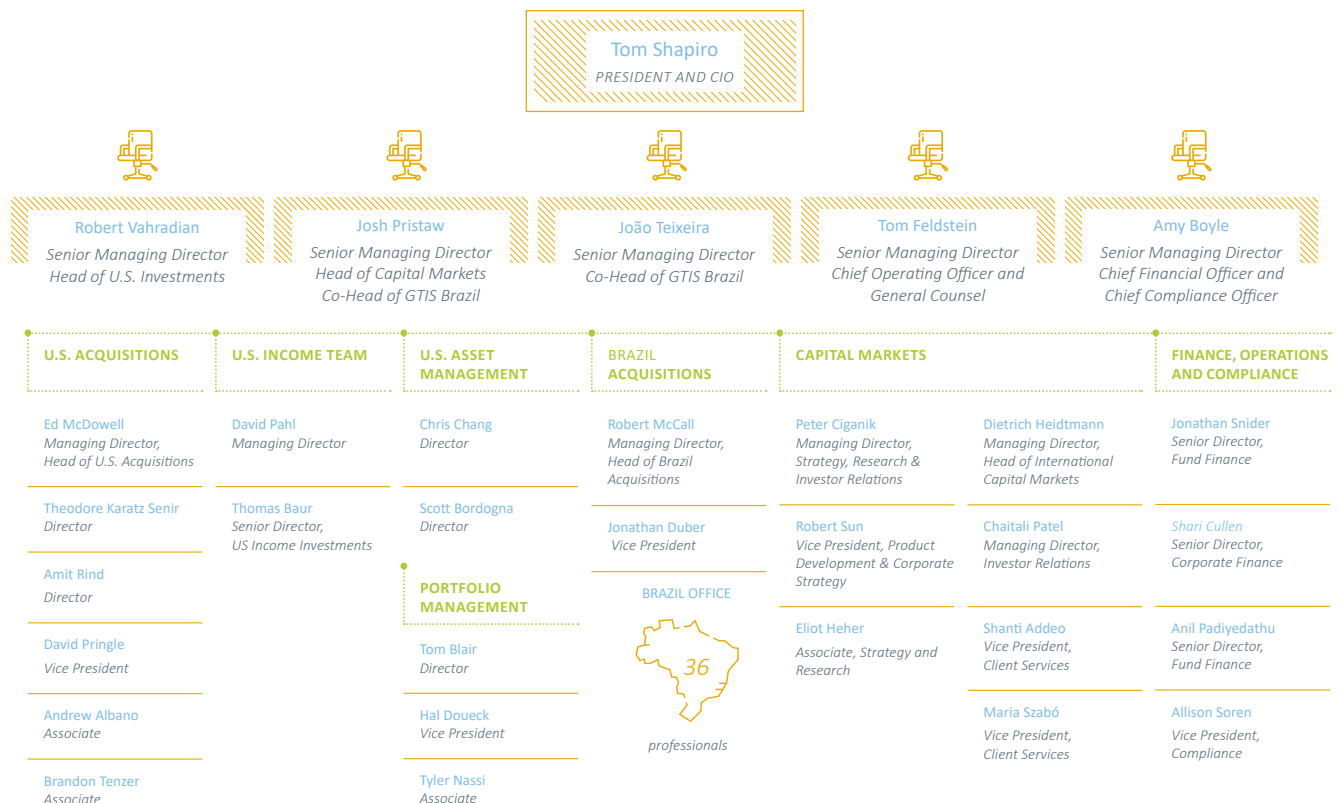 Tom Shapiro
PRESIDENT AND CIO
Robert Vahradian
Senior Managing Director
Head of U.S. Investments
Josh Pristaw
Senior Managing Director
Head of Capital Markets
Co-Head of GTIS Brazil
João Teixeira
Senior Managing Director
Co-Head of GTIS Brazil
Tom Feldstein
Senior Managing Director
Chief Operating Officer and
General Counsel
Amy Boyle
Senior Managing Director
Chief Financial Officer and
Chief Compliance Officer
U.S. ACQUISITIONS
Ed McDowell
Managing Director,
Head of U.S. Acquisitions
Theodore Karatz Senir
Director
Amit Rind
Director
David Pringle
Vice President
Andrew Albano
Associate
Brandon Tenzer
Associate
U.S. INCOME TEAM
David Pahl
Managing Director
Thomas Baur
Senior Director,
US Income Investments
U.S. ASSET
MANAGEMENT
Chris Chang
Director
Scott Bordogna
Director
PORTFOLIO
MANAGEMENT
Tom Blair
Director
Hal Doueck
Vice President
Tyler Nassi
Associate
BRAZIL
ACQUISITIONS
Robert McCall
Managing Director,
Head of Brazil
Acquisitions
Jonathan Duber
Vice President
BRAZIL OFFICE
36
professionals
CAPITAL MARKETS
Peter Ciganik
Managing Director,
Strategy, Research &
Investor Relations
Robert Sun
Vice President, Product
Development & Corporate
Strategy
Eliot Heher
Associate, Strategy and
Research
Dietrich Heidtmann
Managing Director,
Head of International
Capital Markets
Chaitali Patel
Managing Director,
Investor Relations
Shanti Addeo
Vice President,
Client Services
Maria Szabó
Vice President,
Client Services
FINANCE, OPERATIONS
AND COMPLIANCE
Jonathan Snider
Senior Director,
Fund Finance
Shari Cullen
Senior Director,
Corporate Finance
Anil Padiyedathu
Senior Director,
Fund Finance
Allison Soren
Vice President,
Compliance